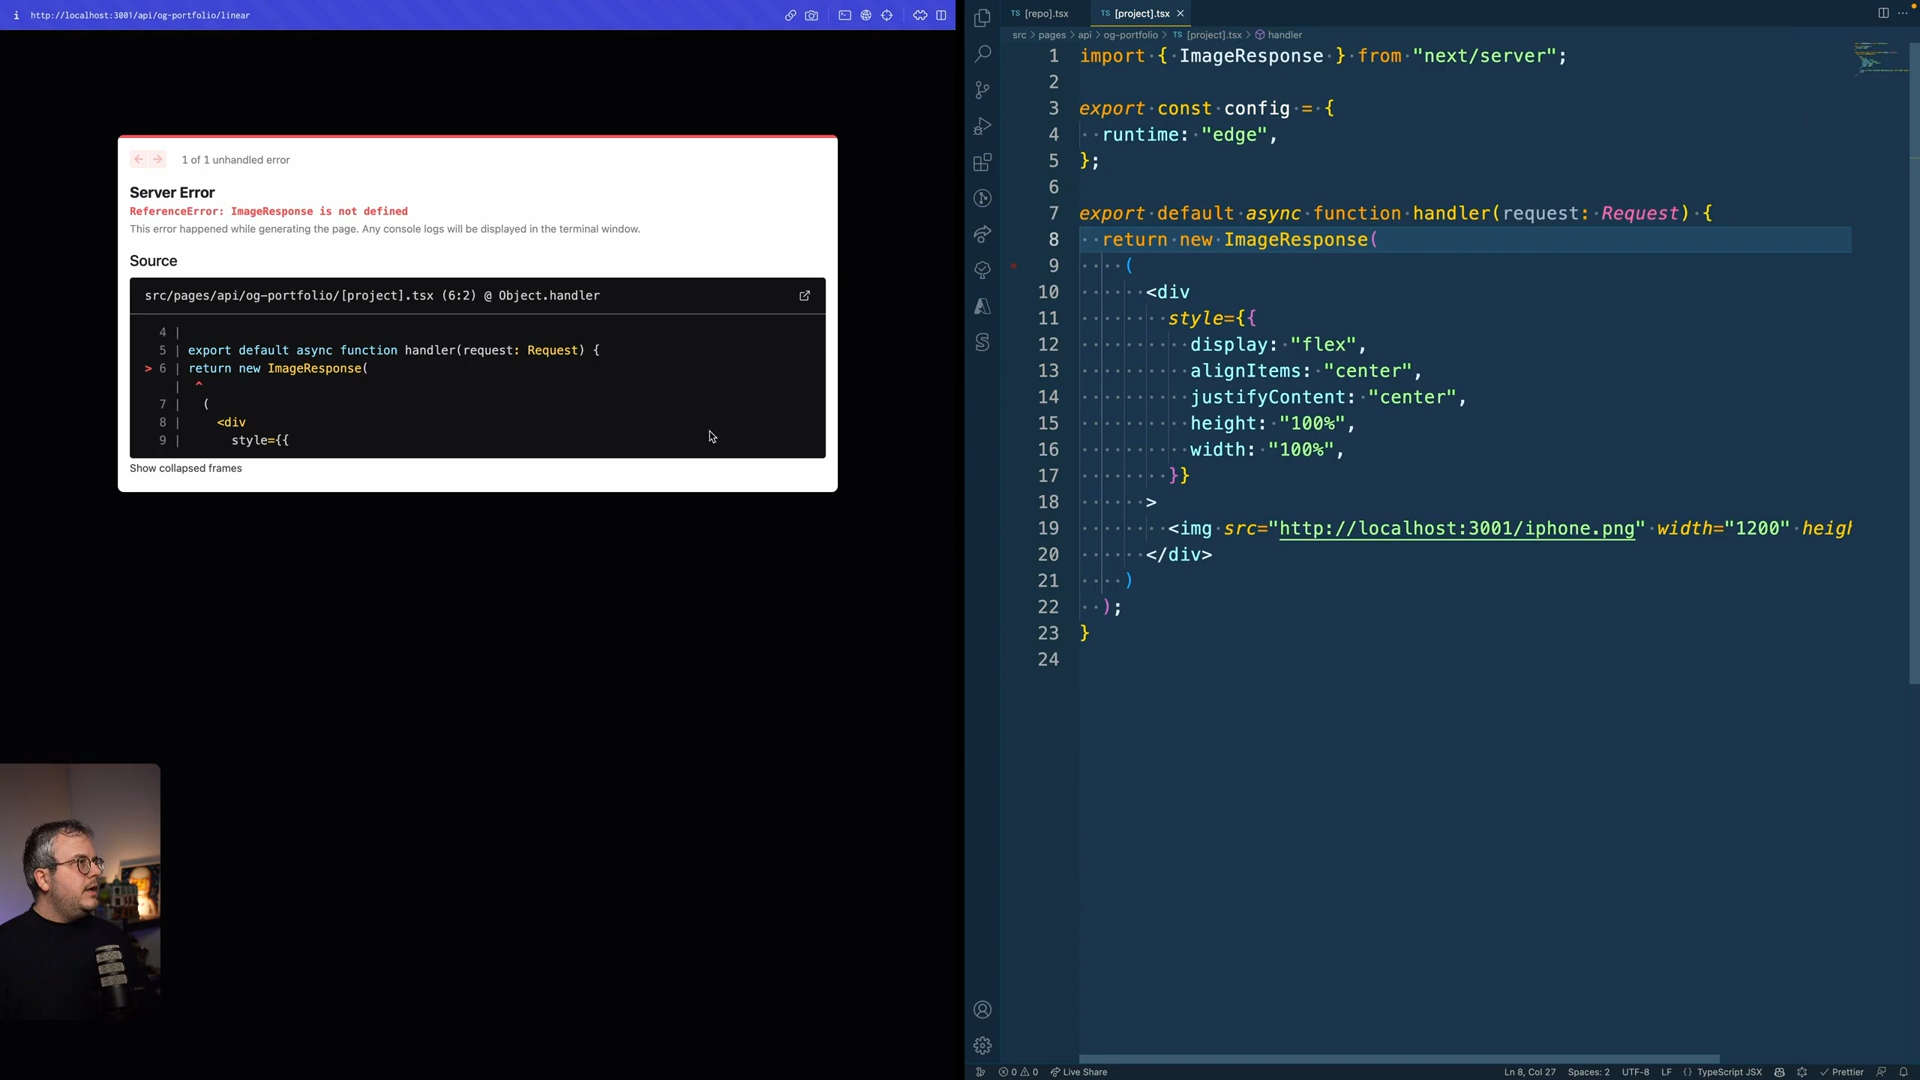 http://localhost:3001/api/og-portfolio/linear
1 of 1 unhandled error
Server Error
ReferenceError: ImageResponse is not defined
This error happened while generating the page. Any console logs will be displayed in the terminal window.
Source
src/pages/api/og-portfolio/[project].tsx (6:2) @ Object.handler
4 |
5 | export default async function handler(request: Request) {
> 6 | return new ImageResponse(
| ^
7 | (
8 | <div
9 | style={{
Show collapsed frames
TS [repo].tsx
TS [project].tsx
src > pages > api > og-portfolio > TS [project].tsx > handler
1 import { ImageResponse } from "next/server";
2
3 export const config = {
4 runtime: "edge",
5 };
6
7 export default async function handler(request: Request) {
8 return new ImageResponse(
9 (
10 <div
11 style={{
12 display: "flex",
13 alignItems: "center",
14 justifyContent: "center",
15 height: "100%",
16 width: "100%",
17 }}
18 >
19 <img src="http://localhost:3001/iphone.png" width="1200" heigh
20 </div>
21 )
22 );
23 }
24
0 0 Live Share
Ln 8, Col 27 Spaces: 2 UTF-8 LF {} TypeScript JSX Prettier